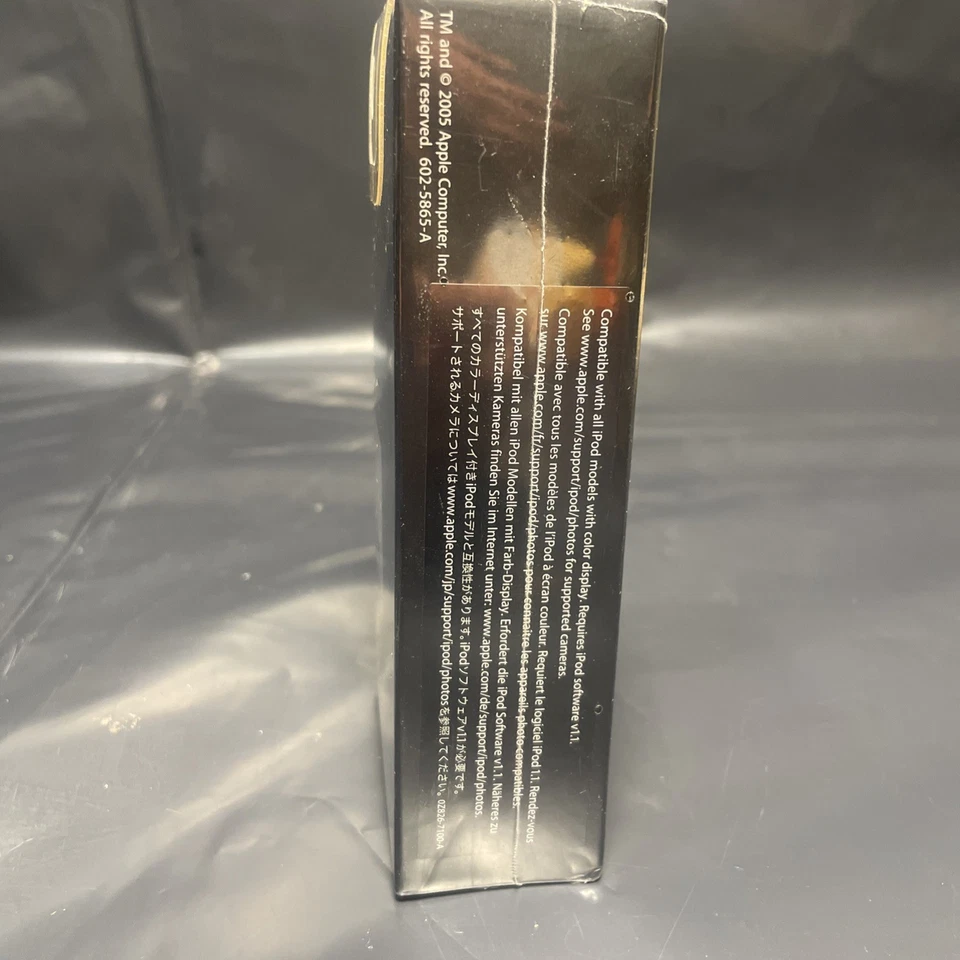 TM and © 2005 Apple Computer, Inc.
All rights reserved. 602-5865-A
Compatible with all iPod models with color display. Requires iPod software v1.1.
See www.apple.com/support/ipod/photos for supported cameras.
Compatible avec tous les modèles de l'iPod à écran couleur. Requiert le logiciel iPod 1.1. Rendez-vous
sur www.apple.com/fr/support/ipod/photos pour connaître les appareils photo compatibles.
Kompatibel mit allen iPod Modellen mit Farb-Display. Erfordert die iPod Software v1.1. Näheres zu
unterstützten Kameras finden Sie im Internet unter: www.apple.com/de/support/ipod/photos.
すべてのカラーディスプレイ付きiPodモデルと互換性があります。iPodソフトウェアv1.1が必要です。
サポートされるカメラについてはwww.apple.com/jp/support/ipod/photosを参照してください。 0Z826-7100-A